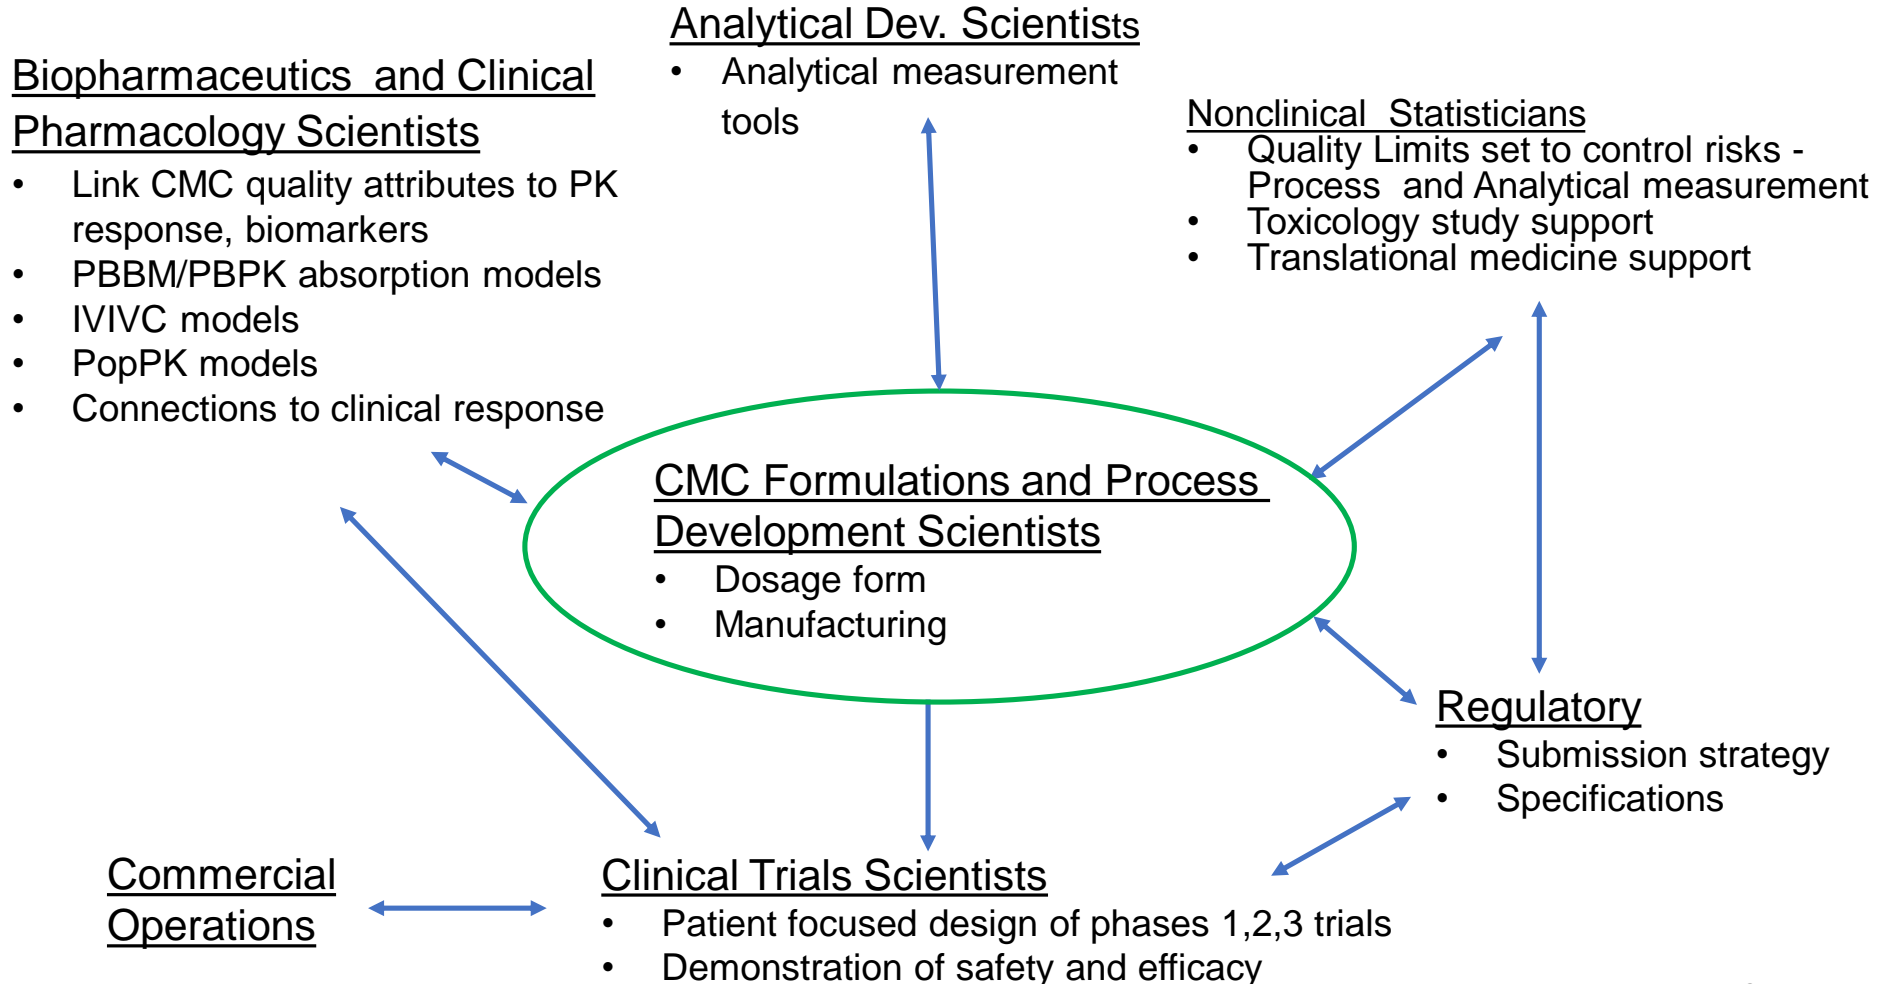 Analytical Dev. Scientists
• Analytical measurement
tools
Biopharmaceutics and Clinical
Pharmacology Scientists
• Link CMC quality attributes to PK
response, biomarkers
• PBBM/PBPK absorption models
• IVIVC models
• PopPK models
• Connections to clinical response
Nonclinical Statisticians
• Quality Limits set to control risks -
Process and Analytical measurement
• Toxicology study support
• Translational medicine support
CMC Formulations and Process
Development Scientists
• Dosage form
• Manufacturing
Regulatory
• Submission strategy
• Specifications
Commercial
Operations
Clinical Trials Scientists
• Patient focused design of phases 1,2,3 trials
• Demonstration of safety and efficacy